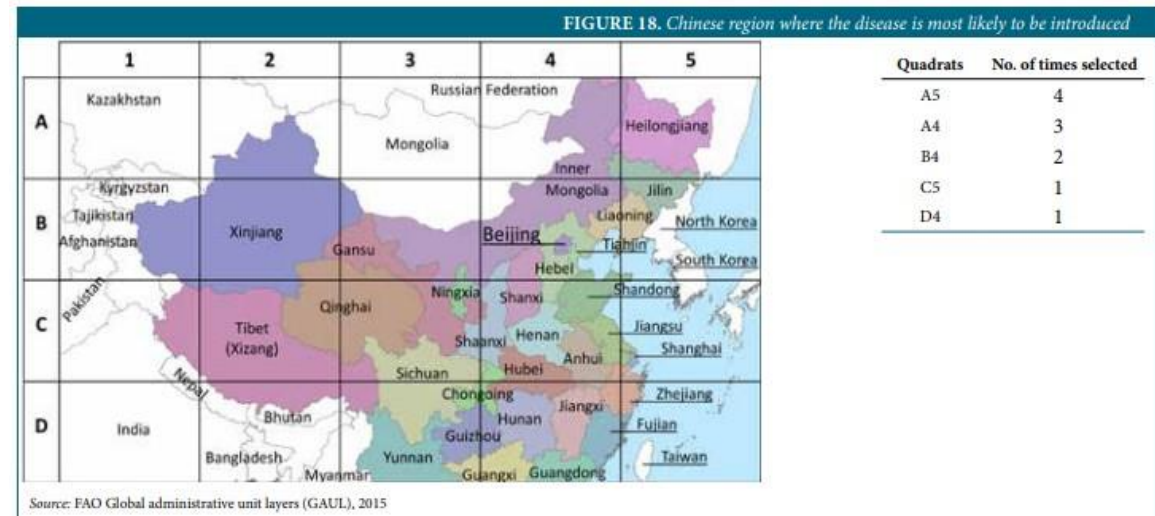 FIGURE 18. Chinese region where the disease is most likely to be introduced
1 2 3 4 5
A
B
C
D
Kazakhstan
Russian Federation
Mongolia
Heilongjiang
Inner
Mongolia
Jilin
Kyrgyzstan
Tajikistan
Afghanistan
Xinjiang
Gansu
Beijing
Liaoning
North Korea
Tianjin
South Korea
Hebei
Pakistan
Qinghai
Ningxia
Shanxi
Shandong
Tibet
(Xizang)
Shaanxi
Henan
Jiangsu
Anhui
Shanghai
Nepal
Sichuan
Hubei
Chongqing
Zhejiang
India
Bhutan
Hunan
Jiangxi
Guizhou
Fujian
Bangladesh
Myanmar
Yunnan
Guangxi
Guangdong
Taiwan
Quadrats No. of times selected
A5 4
A4 3
B4 2
C5 1
D4 1
Source: FAO Global administrative unit layers (GAUL), 2015